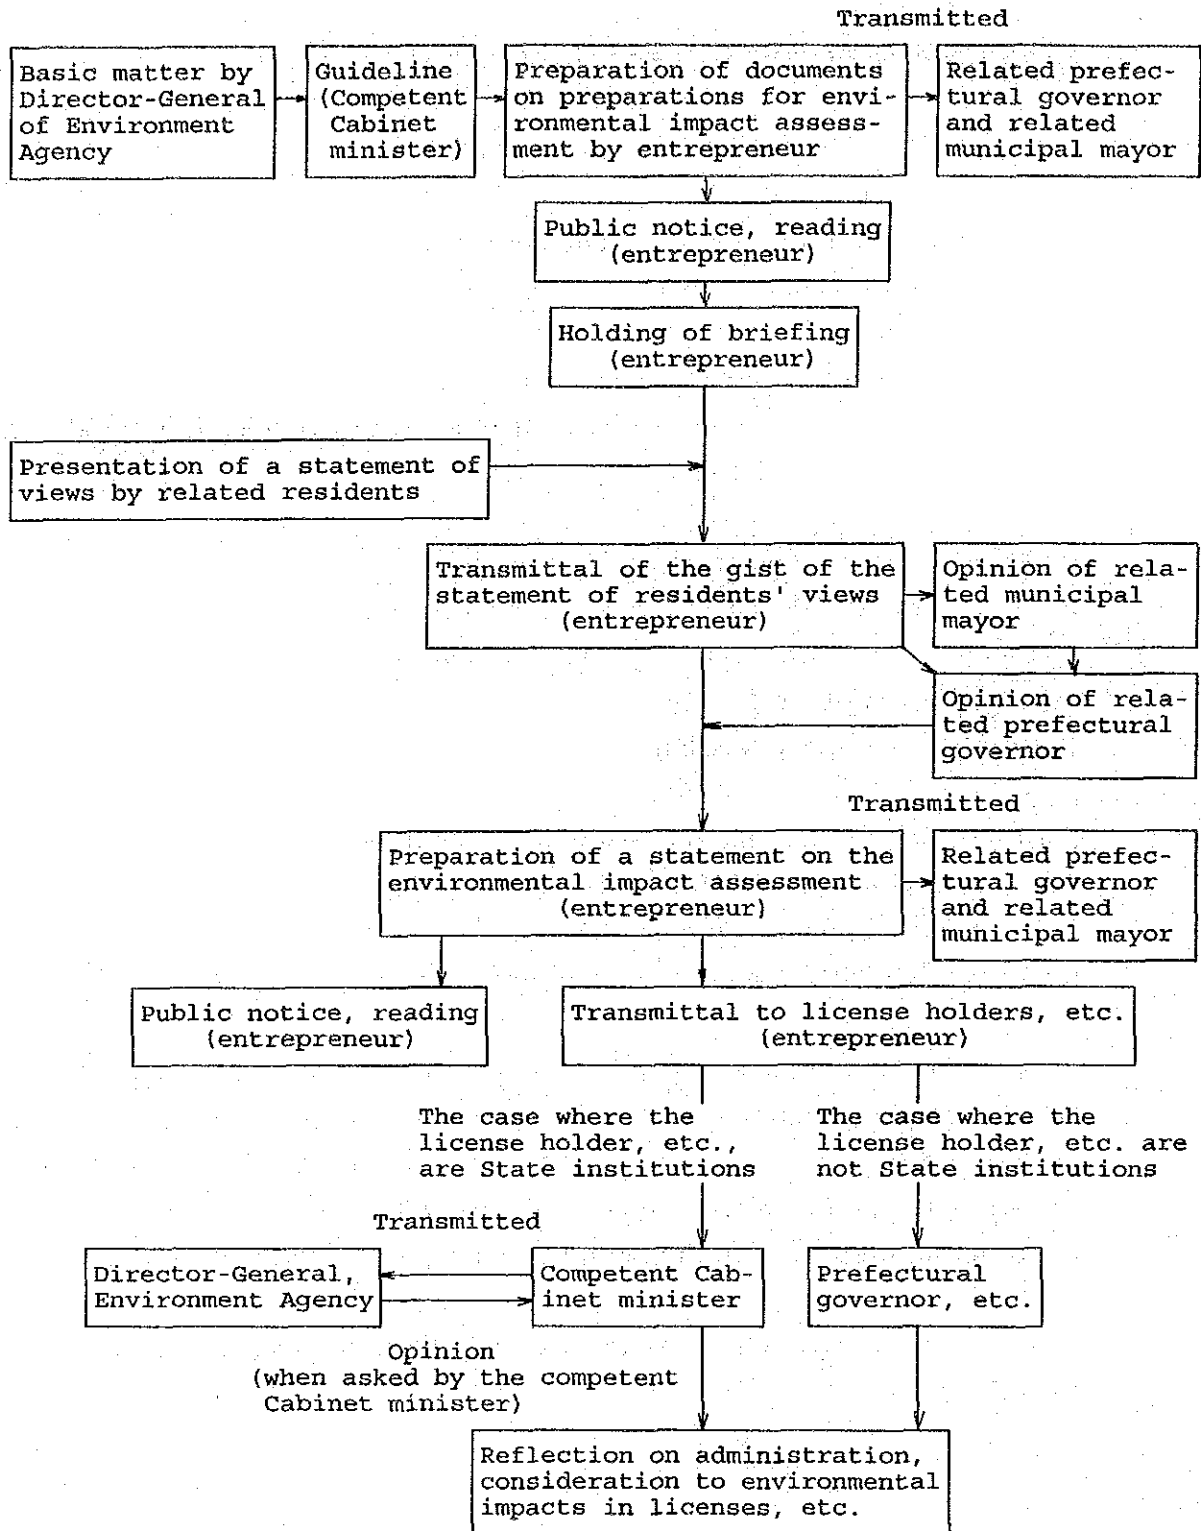 Transmitted
Basic matter by
Director-General
of Environment
Agency
Guideline
(Competent
Cabinet
minister)
Preparation of documents
on preparations for envi-
ronmental impact assess-
ment by entrepreneur
Related prefec-
tural governor
and related
municipal mayor
Public notice, reading
(entrepreneur)
Holding of briefing
(entrepreneur)
Presentation of a statement of
views by related residents
Transmittal of the gist of the
statement of residents' views
(entrepreneur)
Opinion of rela-
ted municipal
mayor
Opinion of rela-
ted prefectural
governor
Transmitted
Preparation of a statement on the
environmental impact assessment
(entrepreneur)
Related prefec-
tural governor
and related
municipal mayor
Public notice, reading
(entrepreneur)
Transmittal to license holders, etc.
(entrepreneur)
The case where the
license holder, etc.,
are State institutions
The case where the
license holder, etc. are
not State institutions
Transmitted
Director-General,
Environment Agency
Competent Cab-
inet minister
Prefectural
governor, etc.
Opinion
(when asked by the competent
Cabinet minister)
Reflection on administration,
consideration to environmental
impacts in licenses, etc.